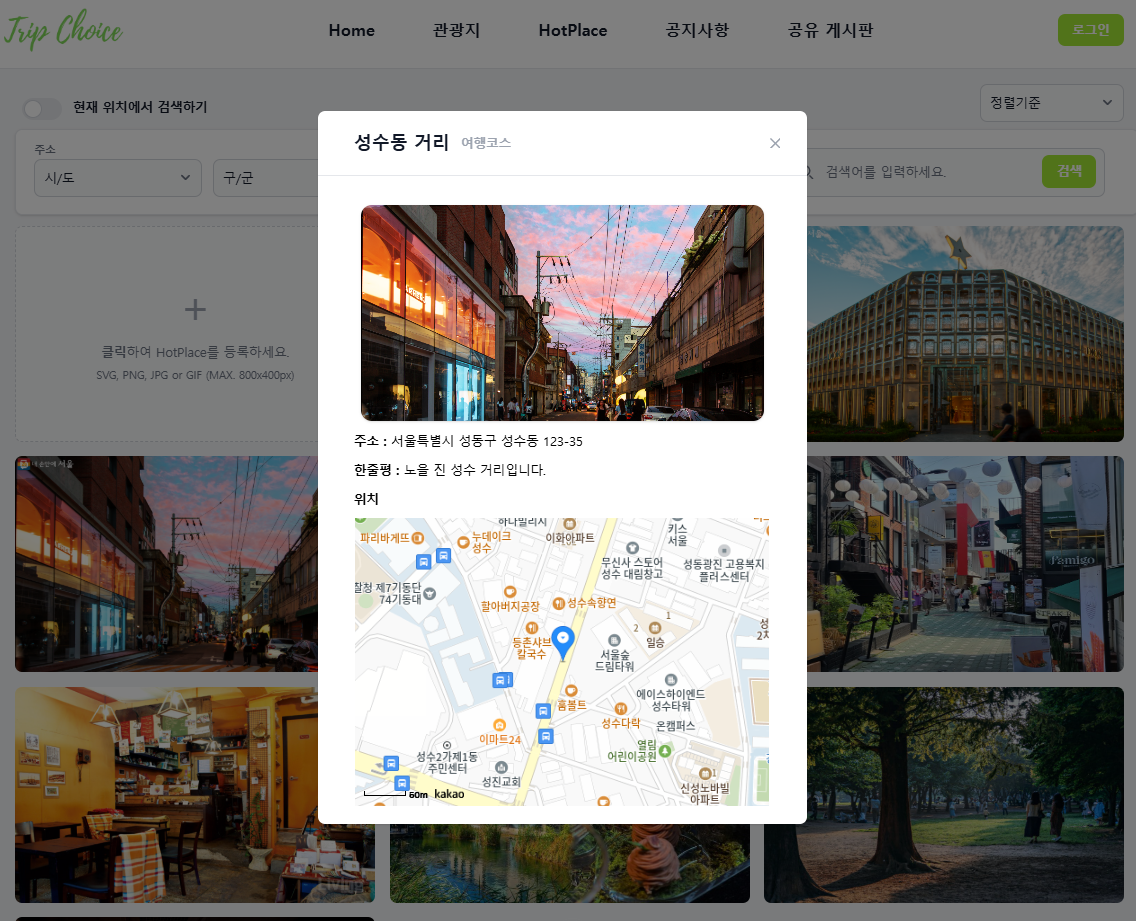 Trip Choice
Home
관광지
HotPlace
공지사항
공유 게시판
로그인
현재 위치에서 검색하기
정렬기준
주소
시/도
구/군
검색어를 입력하세요.
검색
클릭하여 HotPlace를 등록하세요.
SVG, PNG, JPG or GIF (MAX. 800x400px)
성수동 거리 여행코스
주소 : 서울특별시 성동구 성수동 123-35
한줄평 : 노을 진 성수 거리입니다.
위치
하나빌리지
파리바게뜨
누데이크
성수
이화아파트
키스
서울
무신사 스토어
성수 대림창고
성동광진 고용복지
플러스센터
찰청 제7기동단
74기동대
할아버지공장
성수속향연
1
2
일승
등촌샤브
칼국수
서울숲
드림타워
에이스하이엔드
성수타워
훔볼트
성수다락
온캠퍼스
이마트24
열림
어린이공원
성수2가제1동
주민센터
성진교회
신성노바빌
아파트
1
50m
kakao
Famigo